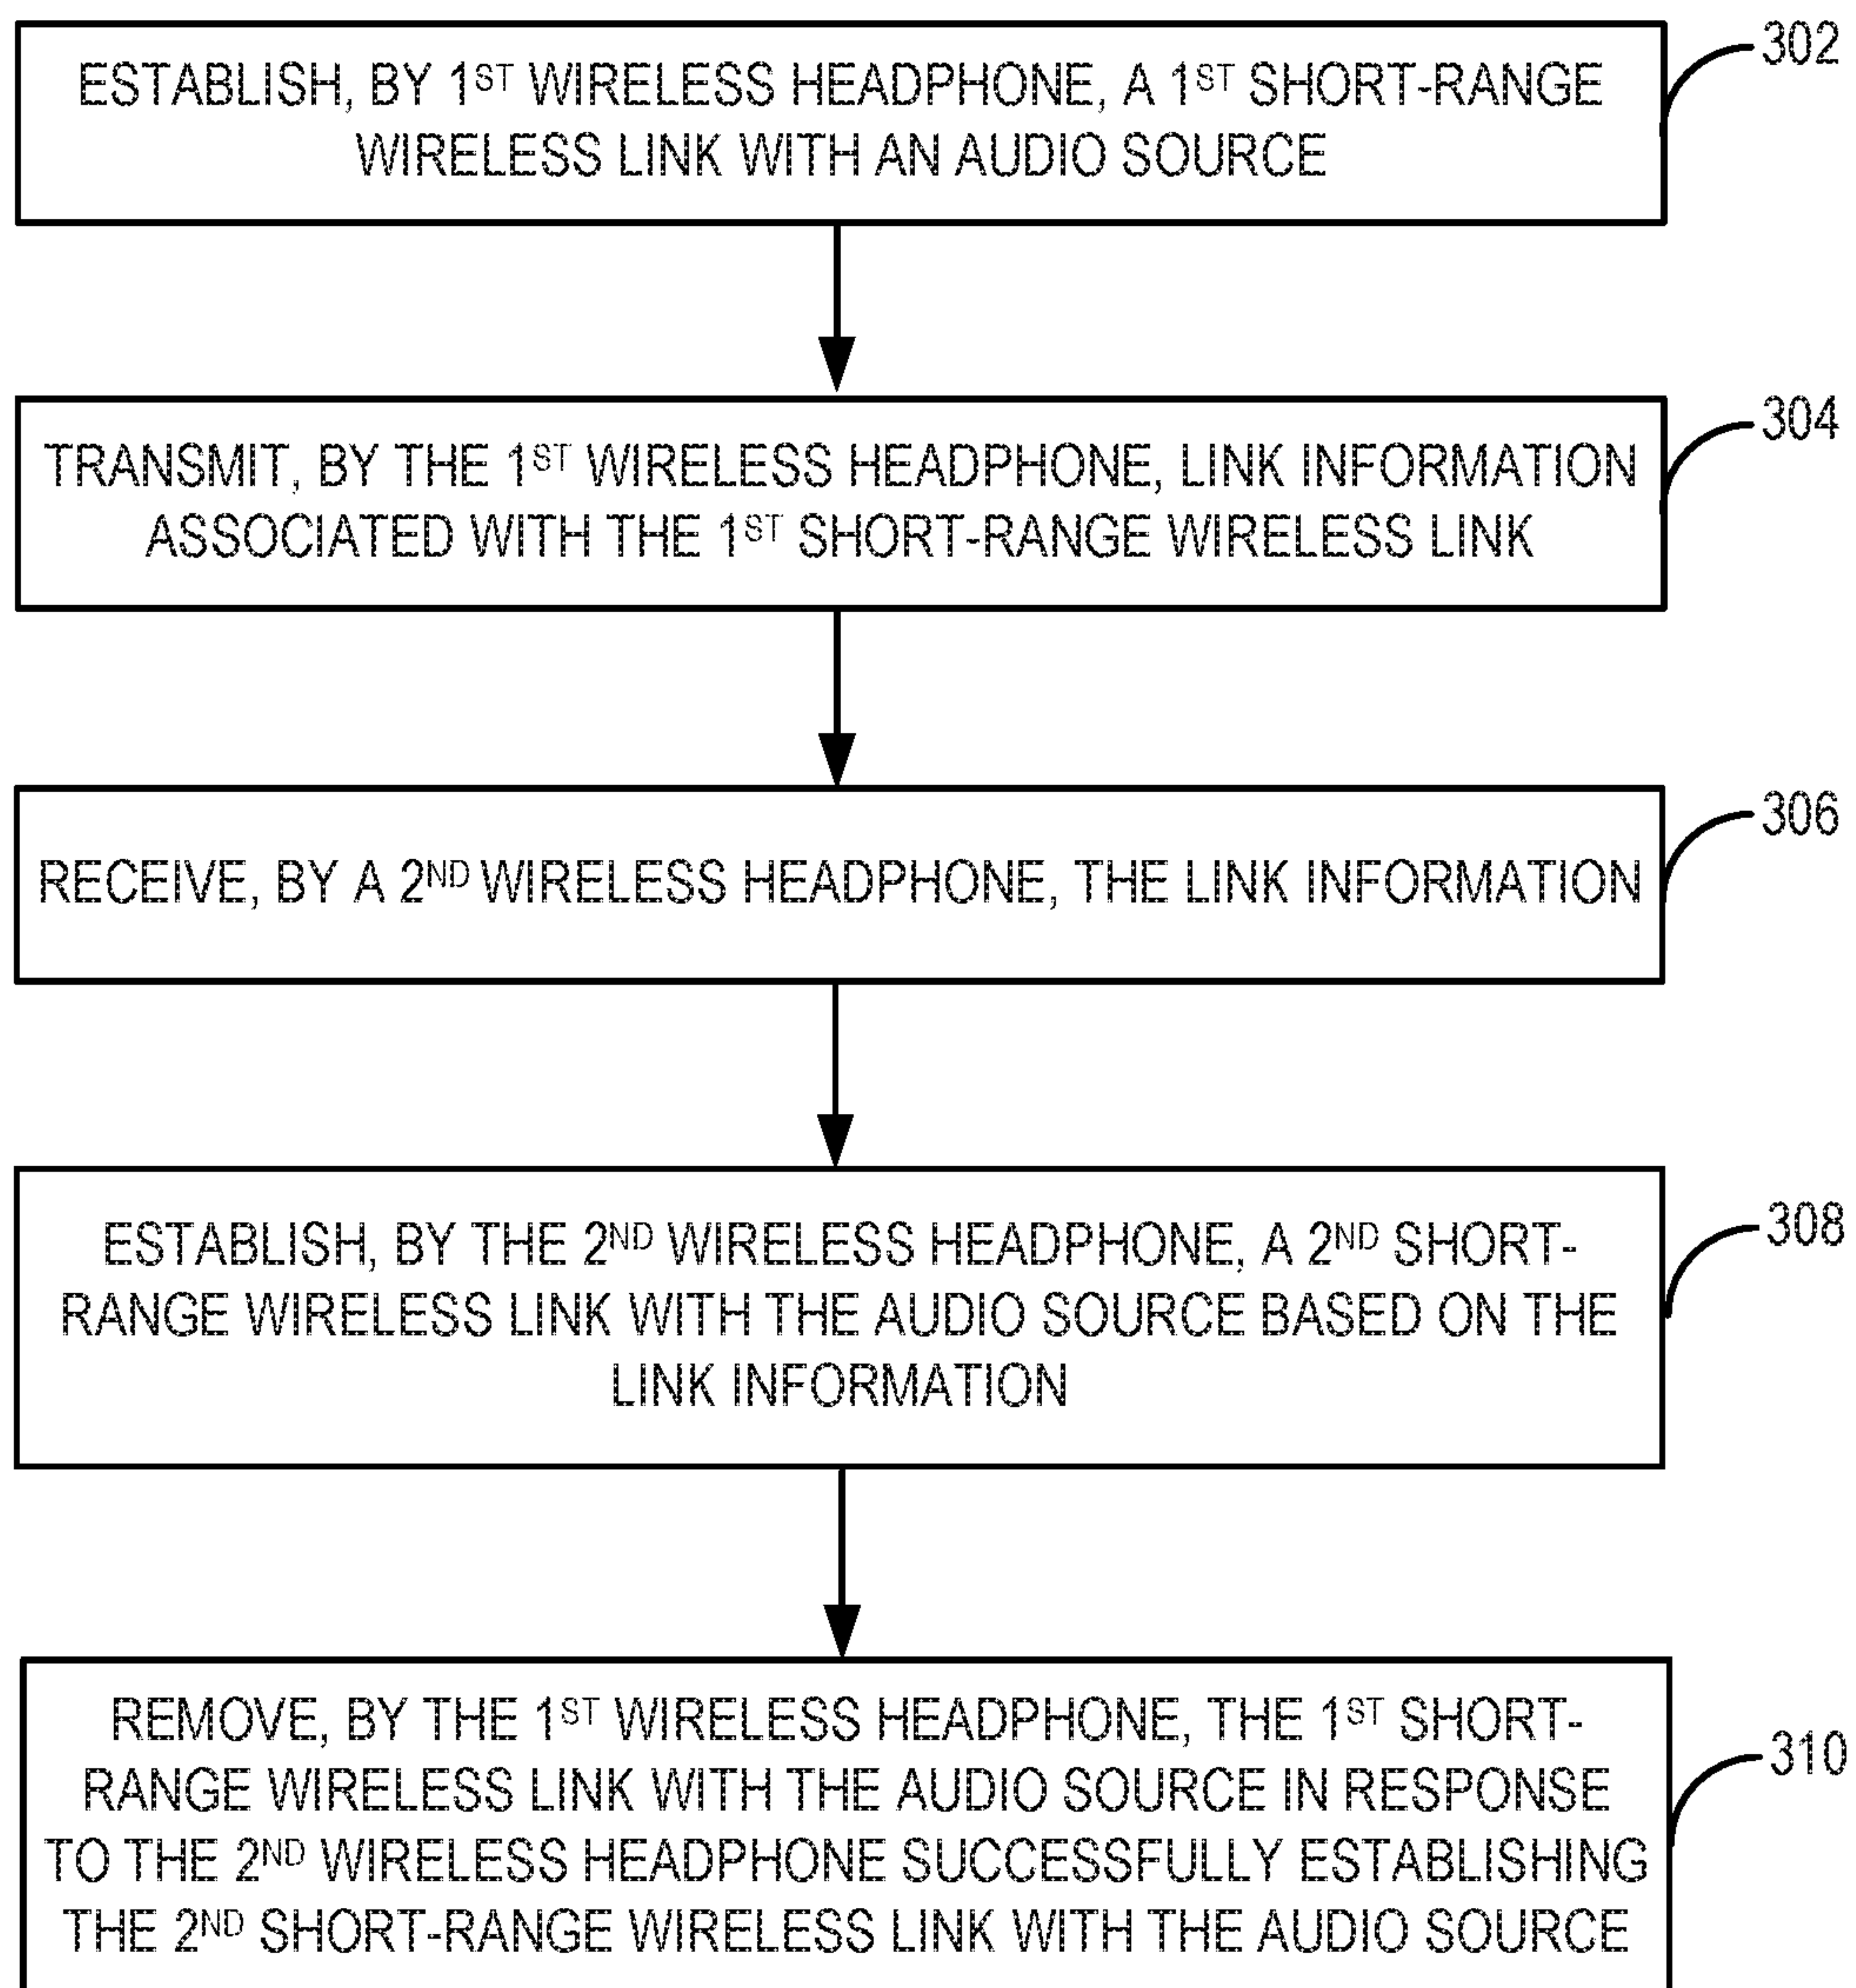 ESTABLISH, BY 1ST WIRELESS HEADPHONE, A 1ST SHORT-RANGE
WIRELESS LINK WITH AN AUDIO SOURCE
302
TRANSMIT, BY THE 1ST WIRELESS HEADPHONE, LINK INFORMATION
ASSOCIATED WITH THE 1ST SHORT-RANGE WIRELESS LINK
304
RECEIVE, BY A 2ND WIRELESS HEADPHONE, THE LINK INFORMATION
306
ESTABLISH, BY THE 2ND WIRELESS HEADPHONE, A 2ND SHORT-
RANGE WIRELESS LINK WITH THE AUDIO SOURCE BASED ON THE
LINK INFORMATION
308
REMOVE, BY THE 1ST WIRELESS HEADPHONE, THE 1ST SHORT-
RANGE WIRELESS LINK WITH THE AUDIO SOURCE IN RESPONSE
TO THE 2ND WIRELESS HEADPHONE SUCCESSFULLY ESTABLISHING
THE 2ND SHORT-RANGE WIRELESS LINK WITH THE AUDIO SOURCE
310